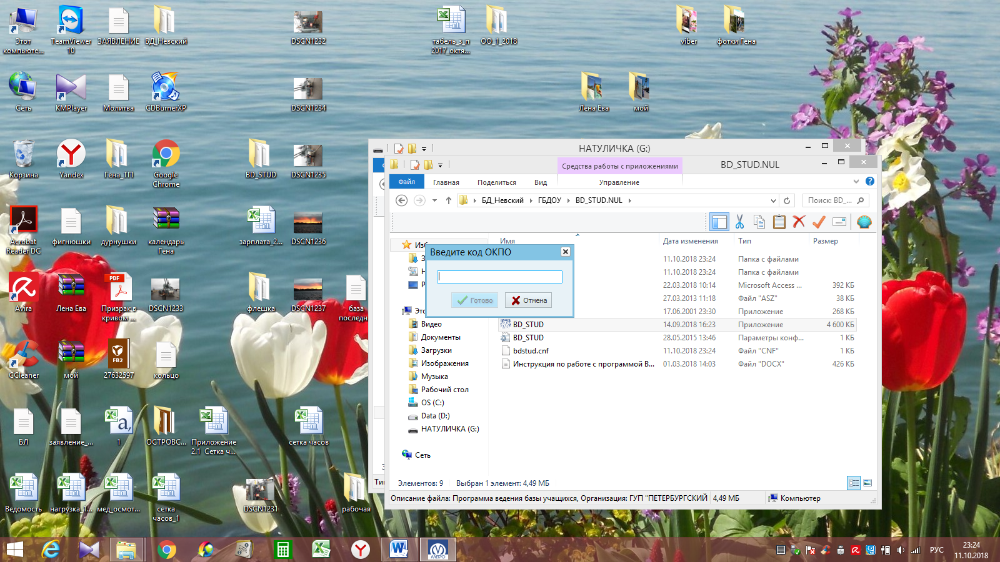 Этот
компьюте...
TeamViewer
10
ЗАЯВЛЕНИЕ
БД_Невский
DSCN1232
табель_з_п
2017_октя...
ОО_1_2018
viber
фотки Гена
Сеть
KMPlayer
Молитва
CDBurnerXP
DSCN1234
Лена Ева
мой
Корзина
Yandex
Гена_ТП
Google
Chrome
BD_STUD
DSCN1235
Acrobat
Reader DC
фигнюшки
дурнушки
календарь
Гена
зарплата_2...
DSCN1236
Avira
Лена Ева
PDF
Призрак в
кривом ...
DSCN1233
флешка
DSCN1237
база
последн
CCleaner
мой
FB2
27632597
кольцо
БЛ
заявление_...
1
ОСТРОВС...
Приложение
2.1 Сетка ч...
сетка часов
Ведомость
нагрузка_1...
мед_осмот...
сетка
часов_1
DSCN1231
рабочая
НАТУЛИЧКА (G:)
Средства работы с приложениями
BD_STUD.NUL
Файл
Главная
Поделиться
Вид
Управление
БД_Невский
ГБДОУ
BD_STUD.NUL
Поиск: BD_...
Имя
Дата изменения
Тип
Размер
11.10.2018 23:24
Папка с файлами
11.10.2018 23:24
Папка с файлами
22.03.2018 10:14
Microsoft Access ...
392 КБ
27.03.2013 11:18
Файл "ASZ"
38 КБ
17.06.2001 23:30
Приложение
268 КБ
BD_STUD
14.09.2018 16:23
Приложение
4 600 КБ
BD_STUD
28.05.2015 13:46
Параметры конф...
1 КБ
bdstud.cnf
11.10.2018 23:24
Файл "CNF"
1 КБ
Инструкция по работе с программой B...
01.03.2018 14:03
Файл "DOCX"
426 КБ
Введите код ОКПО
Готово
Отмена
Видео
Документы
Загрузки
Изображения
Музыка
Рабочий стол
OS (C:)
Data (D:)
НАТУЛИЧКА (G:)
Сеть
Элементов: 9
Выбран 1 элемент: 4,49 МБ
Описание файла: Программа ведения базы учащихся, Организация: ГУП "ПЕТЕРБУРГСКИЙ
4,49 МБ
Компьютер
МЕТРО
РУС
23:24
11.10.2018